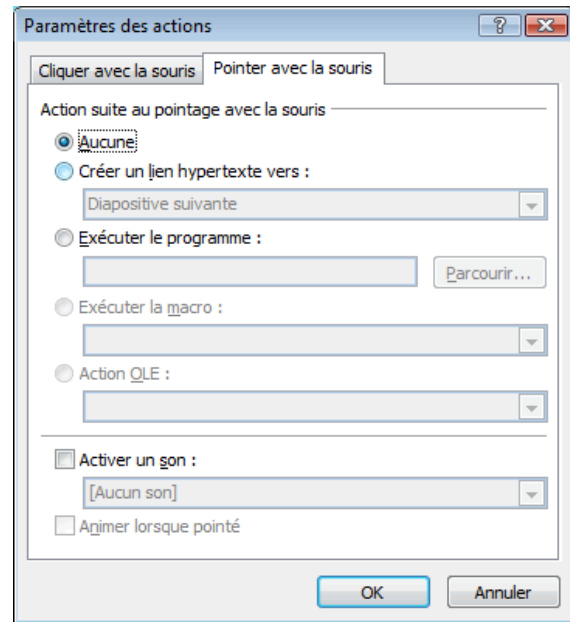 Paramètres des actions
Cliquer avec la souris Pointer avec la souris
Action suite au pointage avec la souris
Aucune
Créer un lien hypertexte vers :
Diapositive suivante
Exécuter le programme :
Parcourir...
Exécuter la macro :
Action OLE :
Activer un son :
[Aucun son]
Animer lorsque pointé
OK Annuler